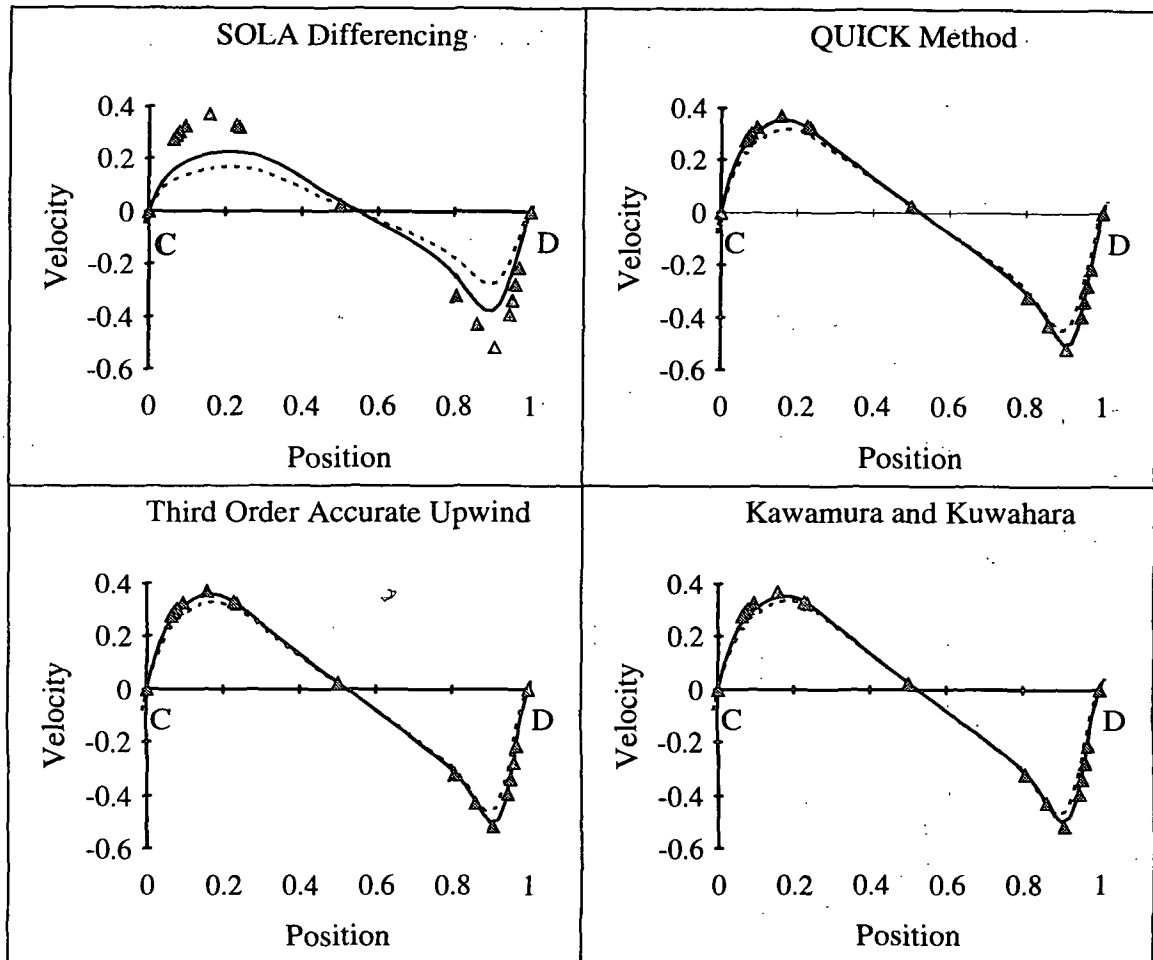 SOLA Differencing
0.4
0.2
0
-0.2
-0.4
-0.6
Velocity
C
D
0 0.2 0.4 0.6 0.8 1
Position
QUICK Method
0.4
0.2
0
-0.2
-0.4
-0.6
Velocity
C
D
0 0.2 0.4 0.6 0.8 1
Position
Third Order Accurate Upwind
0.4
0.2
0
-0.2
-0.4
-0.6
Velocity
C
D
0 0.2 0.4 0.6 0.8 1
Position
Kawamura and Kuwahara
0.4
0.2
0
-0.2
-0.4
-0.6
Velocity
C
D
0 0.2 0.4 0.6 0.8 1
Position